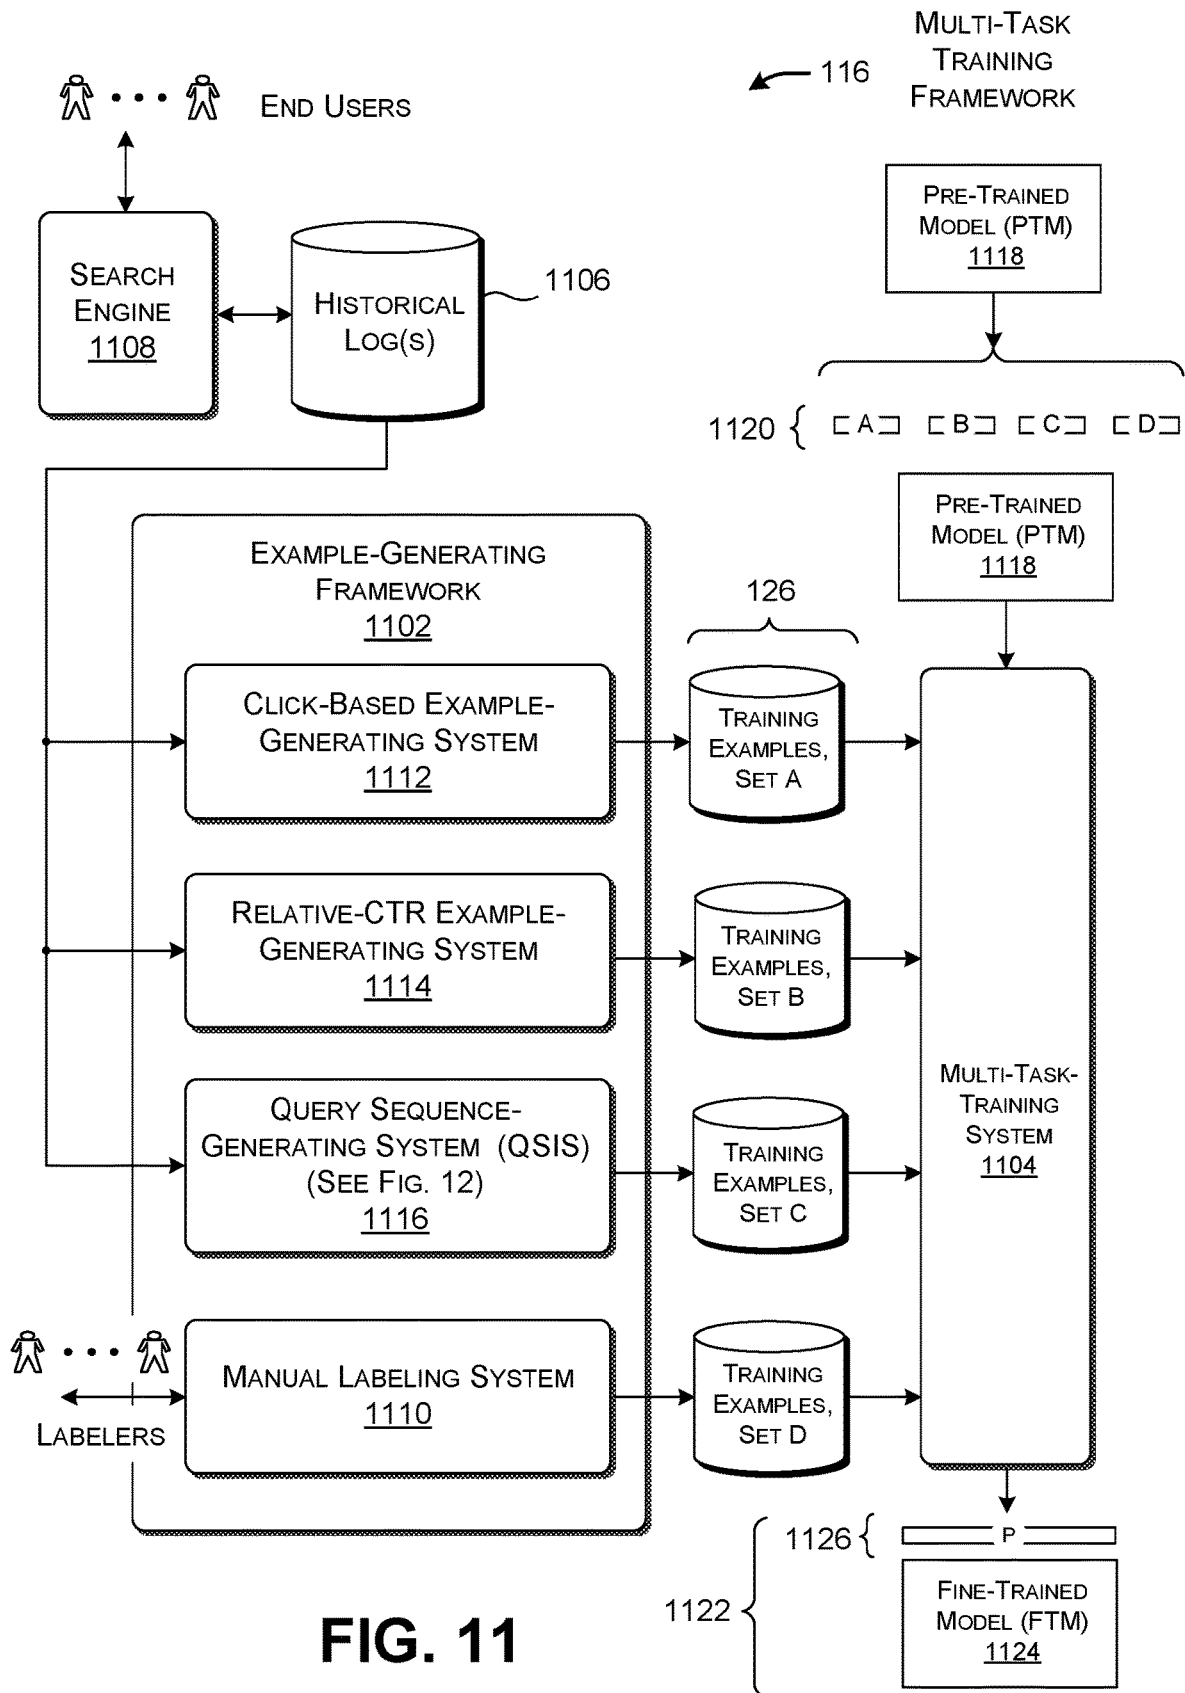 MULTI-TASK
TRAINING
FRAMEWORK
116
END USERS
SEARCH
ENGINE
1108
HISTORICAL
LOG(S)
1106
PRE-TRAINED
MODEL (PTM)
1118
1120
A B C D
PRE-TRAINED
MODEL (PTM)
1118
EXAMPLE-GENERATING
FRAMEWORK
1102
126
CLICK-BASED EXAMPLE-
GENERATING SYSTEM
1112
TRAINING
EXAMPLES,
SET A
RELATIVE-CTR EXAMPLE-
GENERATING SYSTEM
1114
TRAINING
EXAMPLES,
SET B
MULTI-TASK-
TRAINING
SYSTEM
1104
QUERY SEQUENCE-
GENERATING SYSTEM (QSIS)
(SEE FIG. 12)
1116
TRAINING
EXAMPLES,
SET C
LABELERS
MANUAL LABELING SYSTEM
1110
TRAINING
EXAMPLES,
SET D
1126
P
1122
FINE-TRAINED
MODEL (FTM)
1124
FIG. 11